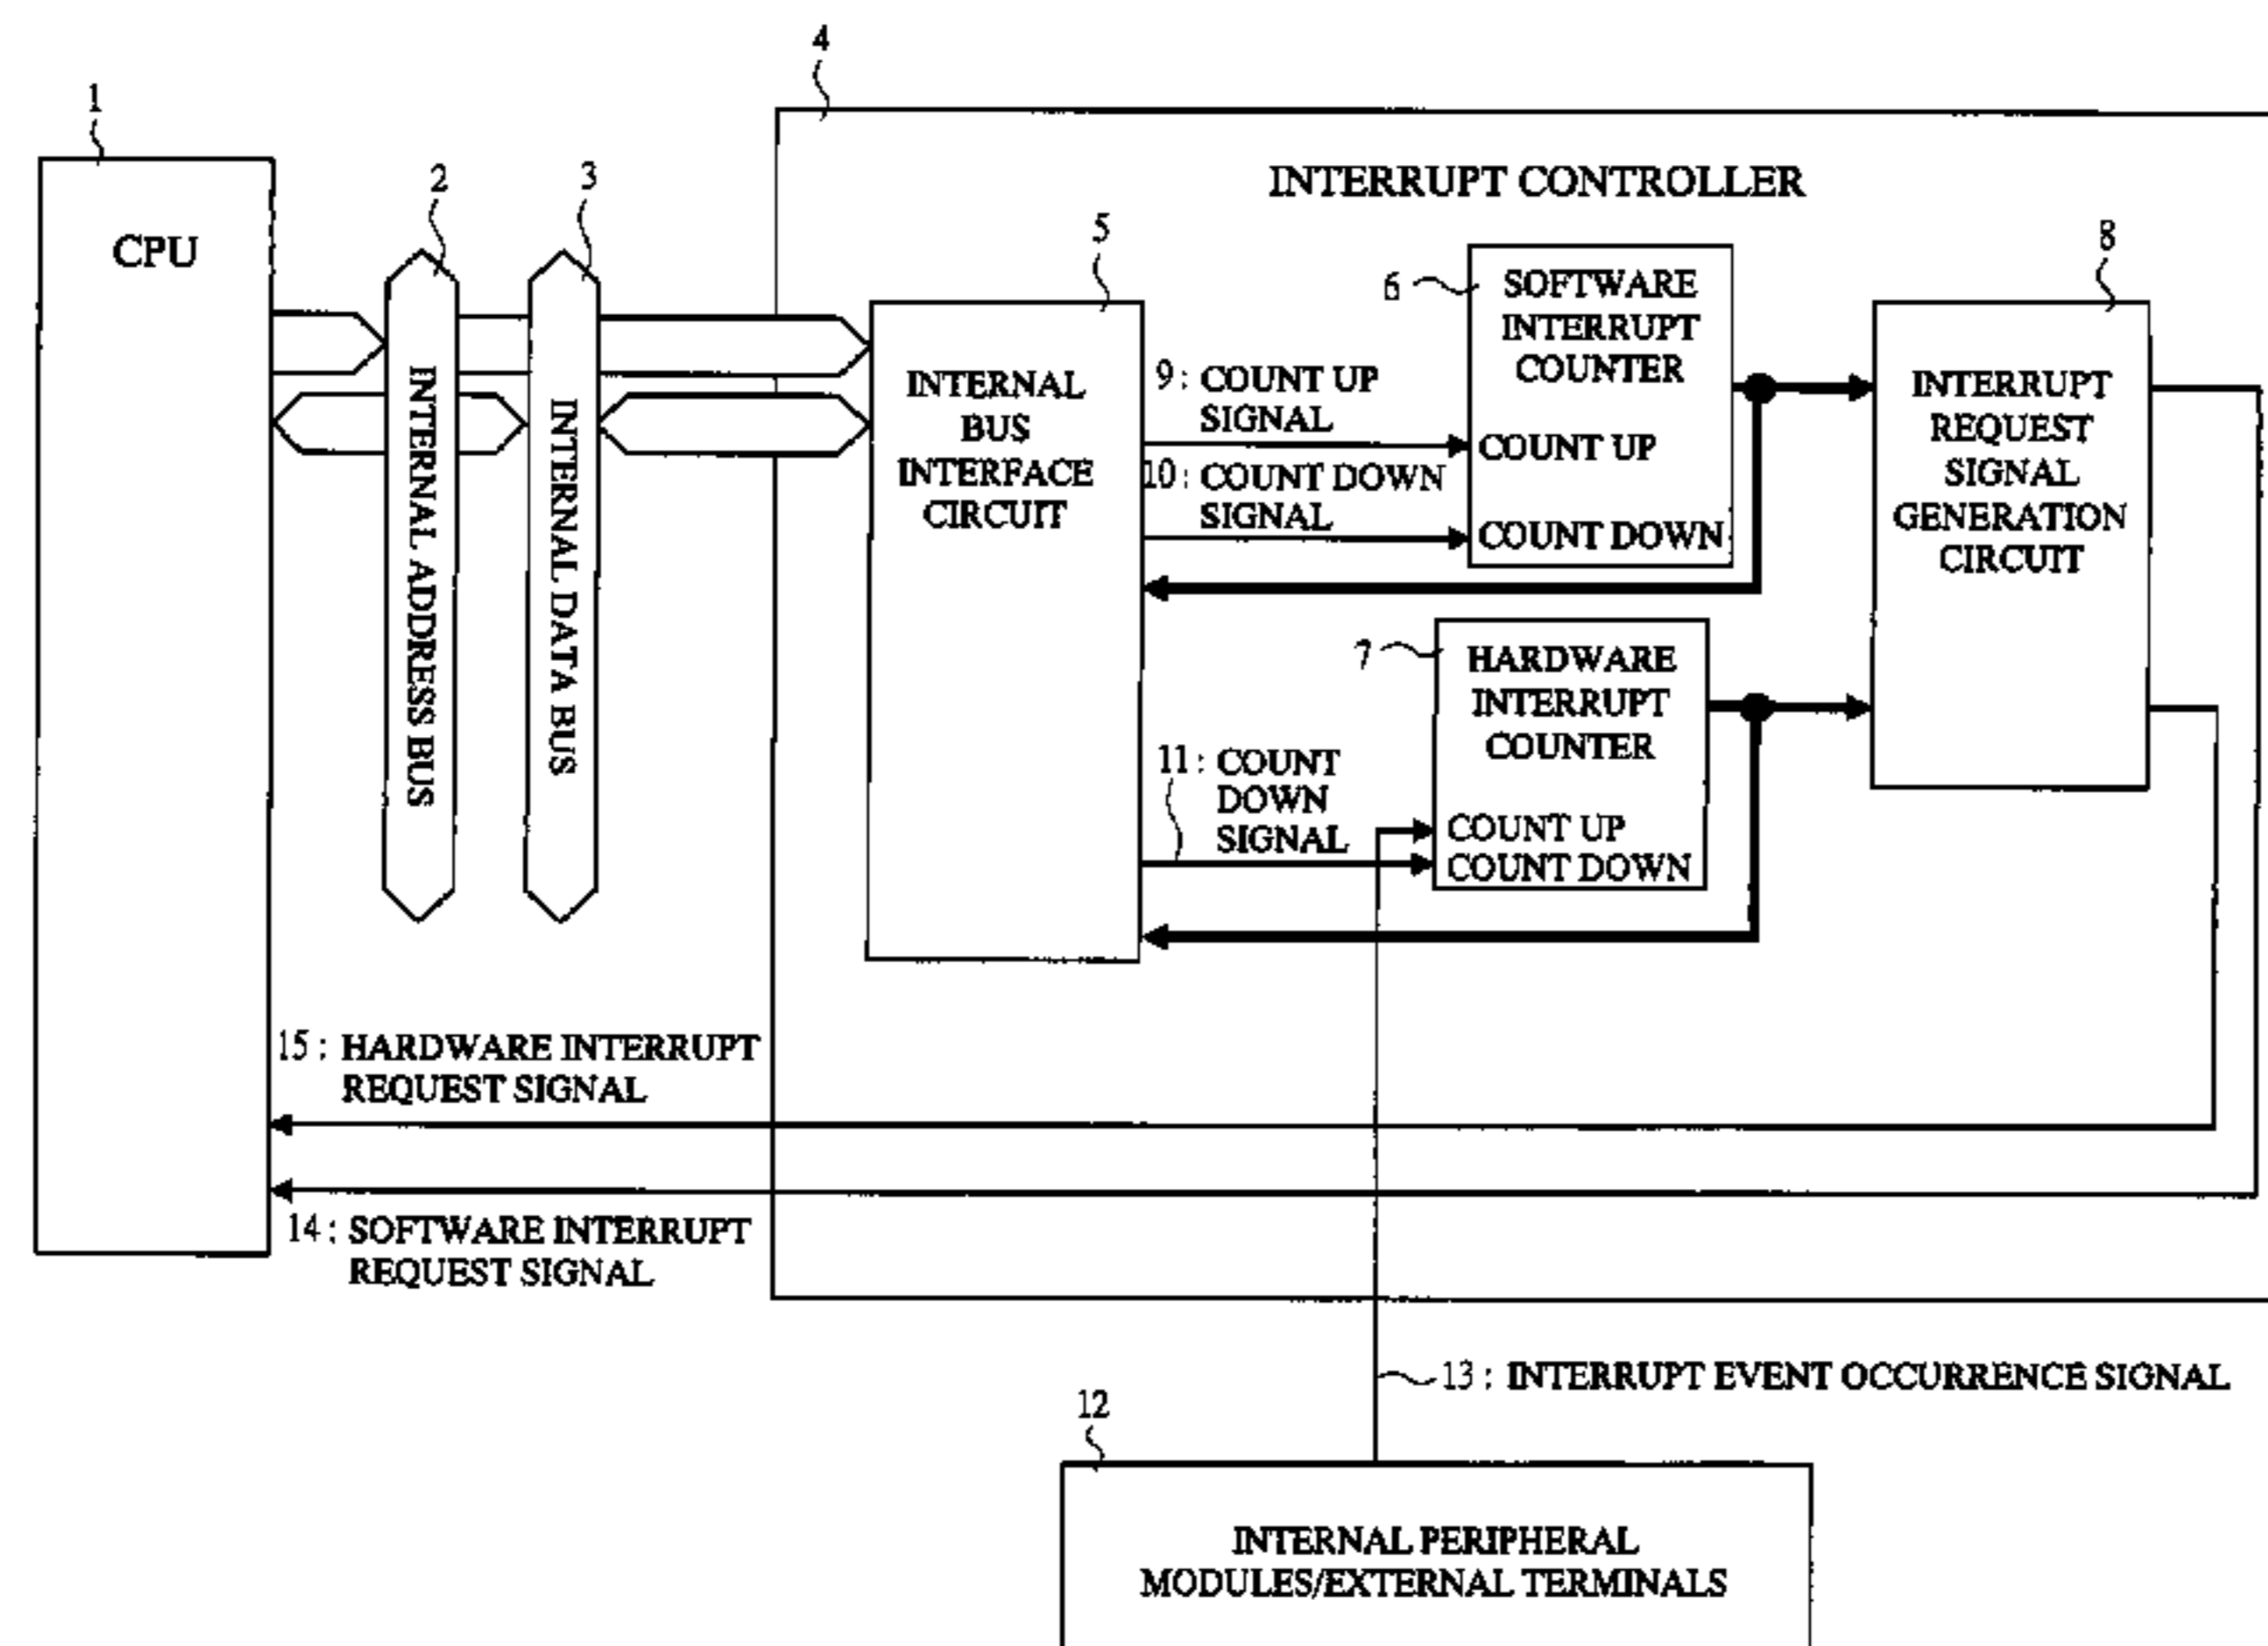 4
1
CPU
2
3
INTERNAL ADDRESS BUS
INTERNAL DATA BUS
INTERRUPT CONTROLLER
5
INTERNAL
BUS
INTERFACE
CIRCUIT
6
SOFTWARE
INTERRUPT
COUNTER
COUNT UP
COUNT DOWN
9 : COUNT UP
SIGNAL
10 : COUNT DOWN
SIGNAL
8
INTERRUPT
REQUEST
SIGNAL
GENERATION
CIRCUIT
7
HARDWARE
INTERRUPT
COUNTER
COUNT UP
COUNT DOWN
11 : COUNT
DOWN
SIGNAL
15 : HARDWARE INTERRUPT
REQUEST SIGNAL
14 : SOFTWARE INTERRUPT
REQUEST SIGNAL
13 : INTERRUPT EVENT OCCURRENCE SIGNAL
12
INTERNAL PERIPHERAL
MODULES/EXTERNAL TERMINALS